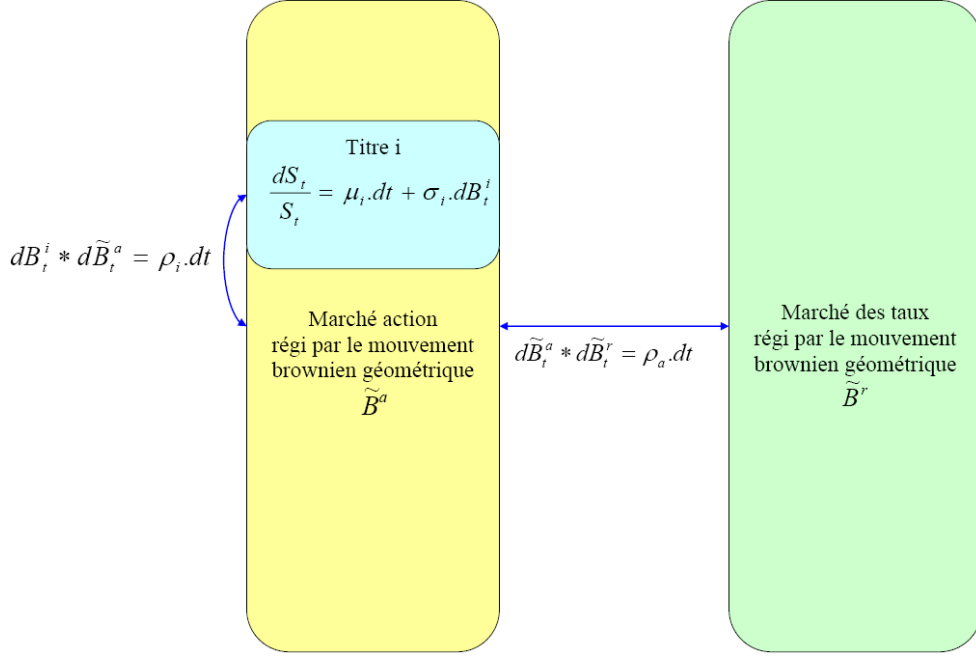 Titre i
dS_t / S_t = μ_i.dt + σ_i.dB_t^i
dB_t^i * dB̃_t^a = ρ_i.dt
Marché action
régi par le mouvement
brownien géométrique
B̃^a
dB̃_t^a * dB̃_t^r = ρ_a.dt
Marché des taux
régi par le mouvement
brownien géométrique
B̃^r